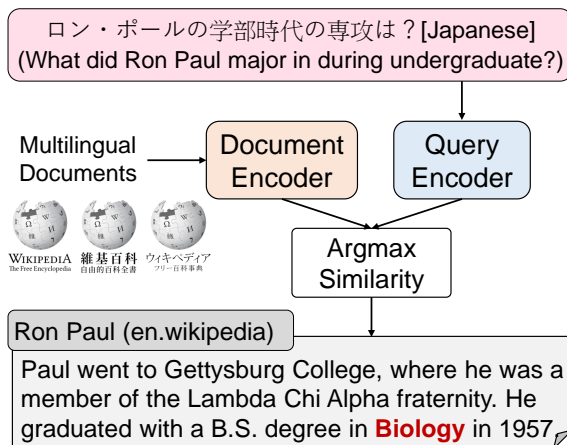 ロン・ポールの学部時代の専攻は？[Japanese]
(What did Ron Paul major in during undergraduate?)
Multilingual
Documents
Document
Encoder
Query
Encoder
WIKIPEDIA
The Free Encyclopedia
維基百科
自由的百科全書
ウィキペディア
フリー百科事典
Argmax
Similarity
Ron Paul (en.wikipedia)
Paul went to Gettysburg College, where he was a
member of the Lambda Chi Alpha fraternity. He
graduated with a B.S. degree in Biology in 1957